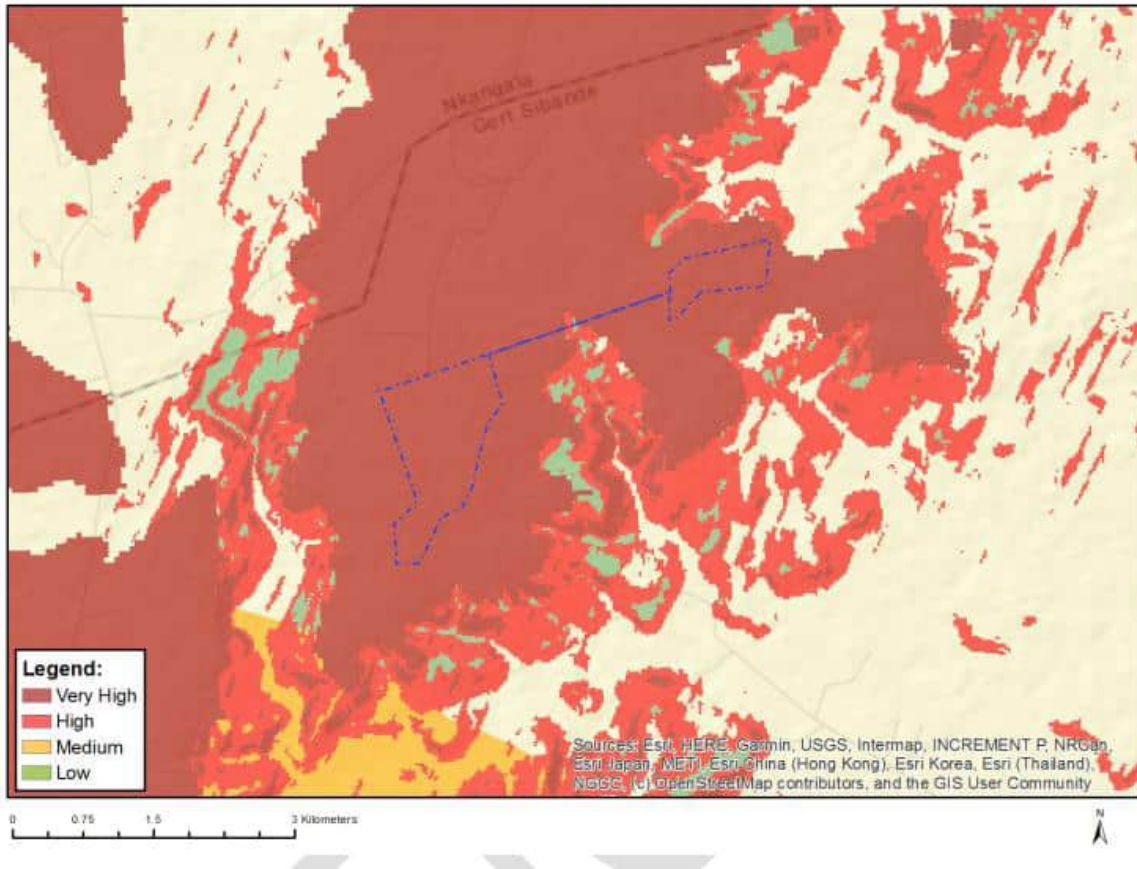 Nkangala
Gert Sibande
Legend:
Very High
High
Medium
Low
Sources: Esri, HERE, Garmin, USGS, Intermap, INCREMENT P, NRCan,
Esri Japan, METI, Esri China (Hong Kong), Esri Korea, Esri (Thailand),
NGCC, (c) OpenStreetMap contributors, and the GIS User Community
0 0.75 1.5 3 Kilometers
N